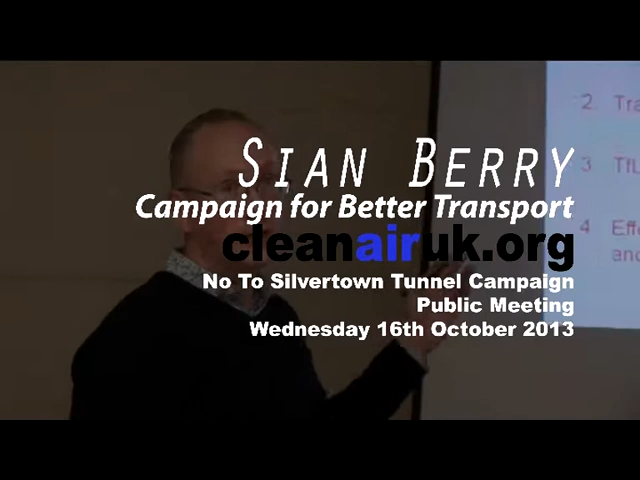 Sian Berry
Campaign for Better Transport
cleanairuk.org
No To Silvertown Tunnel Campaign
Public Meeting
Wednesday 16th October 2013
2. Tra
3 TfL
4 Effe
and